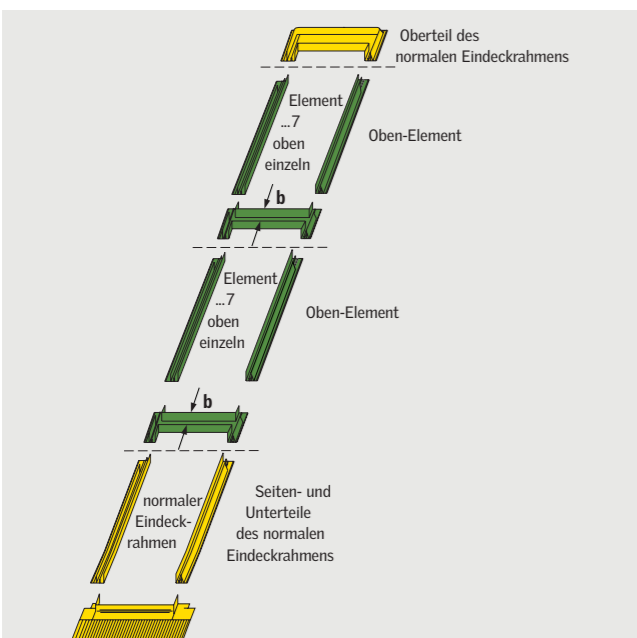 Oberteil des
normalen Eindeckrahmens
Element
...7
oben
einzeln
Oben-Element
b
Element
...7
oben
einzeln
Oben-Element
b
normaler
Eindeck-
rahmen
Seiten- und
Unterteile
des normalen
Eindeckrahmens